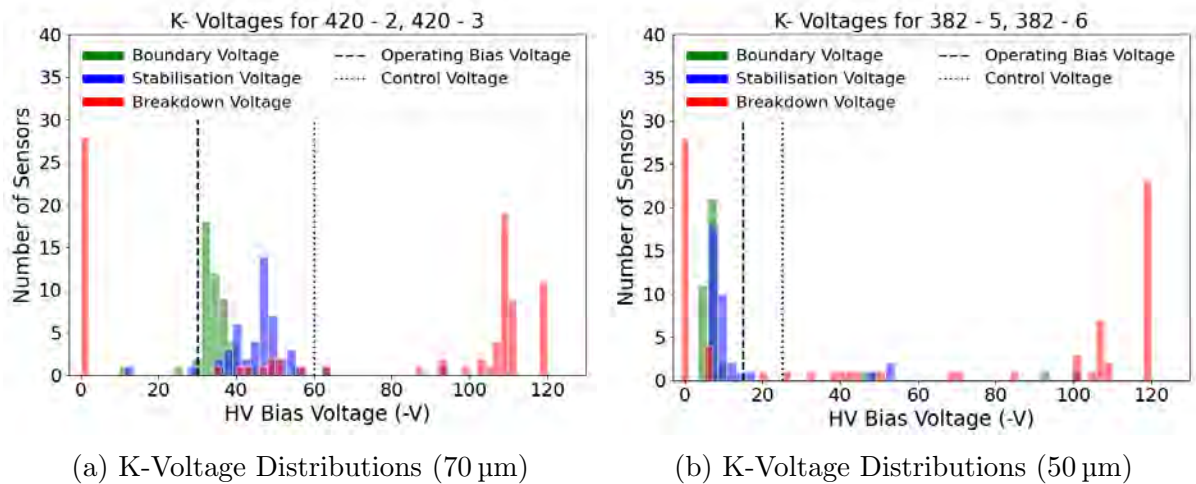 K- Voltages for 420 - 2, 420 - 3
40
35
30
25
20
15
10
5
0
Number of Sensors
Boundary Voltage
Stabilisation Voltage
Breakdown Voltage
Operating Bias Voltage
Control Voltage
0 20 40 60 80 100 120
HV Bias Voltage (-V)
(a) K-Voltage Distributions (70 µm)
K- Voltages for 382 - 5, 382 - 6
40
35
30
25
20
15
10
5
0
Number of Sensors
Boundary Voltage
Stabilisation Voltage
Breakdown Voltage
Operating Bias Voltage
Control Voltage
0 20 40 60 80 100 120
HV Bias Voltage (-V)
(b) K-Voltage Distributions (50 µm)